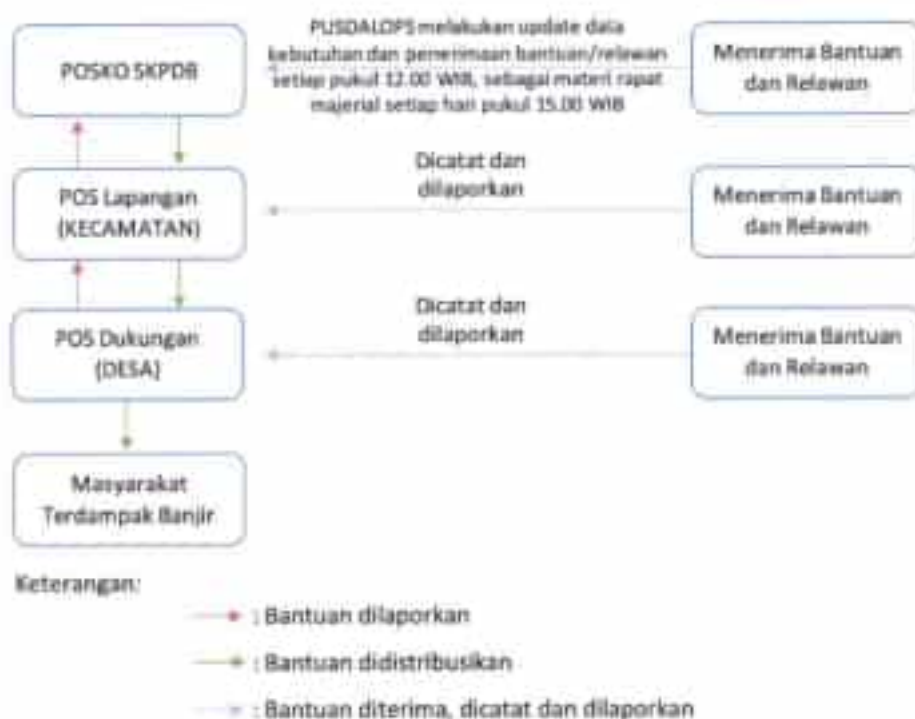 POSKO SKPDB
PUSDALOPS melakukan update data
kebutuhan dan penerimaan bantuan/relawan
setiap pukul 12.00 WIB, sebagai materi rapat
majerial setiap hari pukul 15.00 WIB
Menerima Bantuan
dan Relawan
POS Lapangan
(KECAMATAN)
Dicatat dan
dilaporkan
Menerima Bantuan
dan Relawan
POS Dukungan
(DESA)
Dicatat dan
dilaporkan
Menerima Bantuan
dan Relawan
Masyarakat
Terdampak Banjir
Keterangan:
: Bantuan dilaporkan
: Bantuan didistribusikan
: Bantuan diterima, dicatat dan dilaporkan